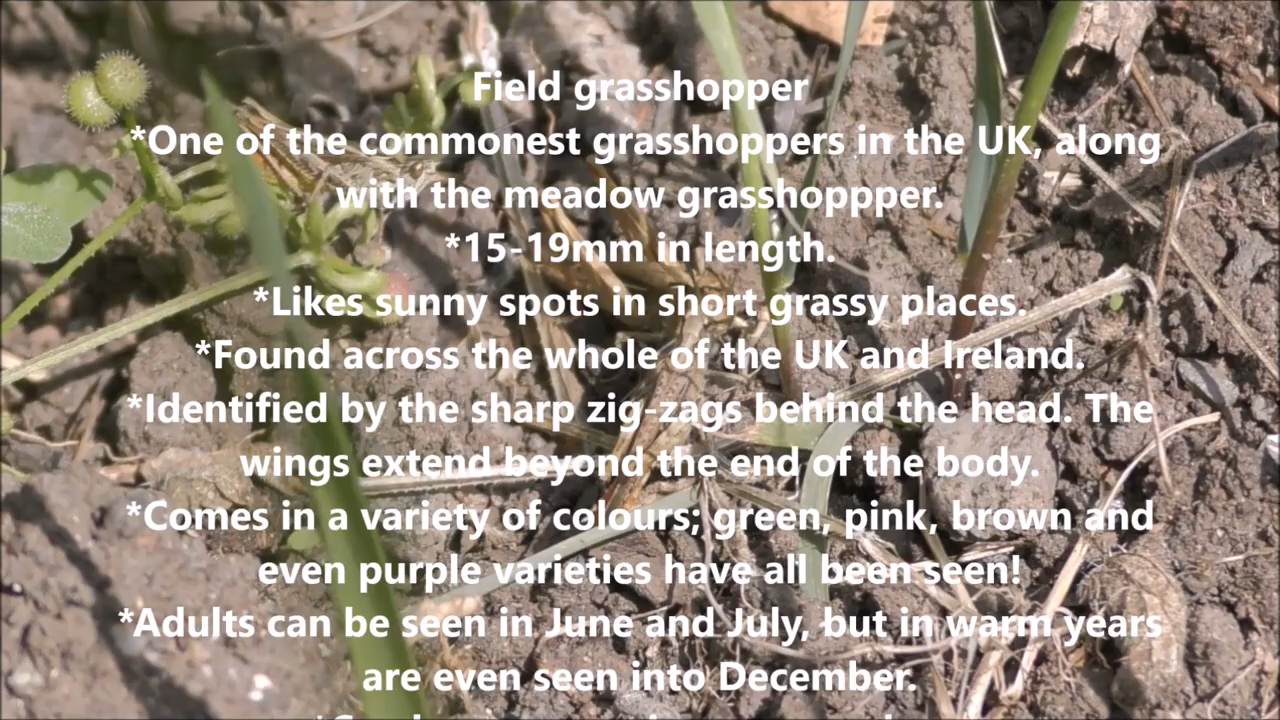 Field grasshopper
*One of the commonest grasshoppers in the UK, along
with the meadow grasshoppper.
*15-19mm in length.
*Likes sunny spots in short grassy places.
*Found across the whole of the UK and Ireland.
*Identified by the sharp zig-zags behind the head. The
wings extend beyond the end of the body.
*Comes in a variety of colours; green, pink, brown and
even purple varieties have all been seen!
*Adults can be seen in June and July, but in warm years
are even seen into December.